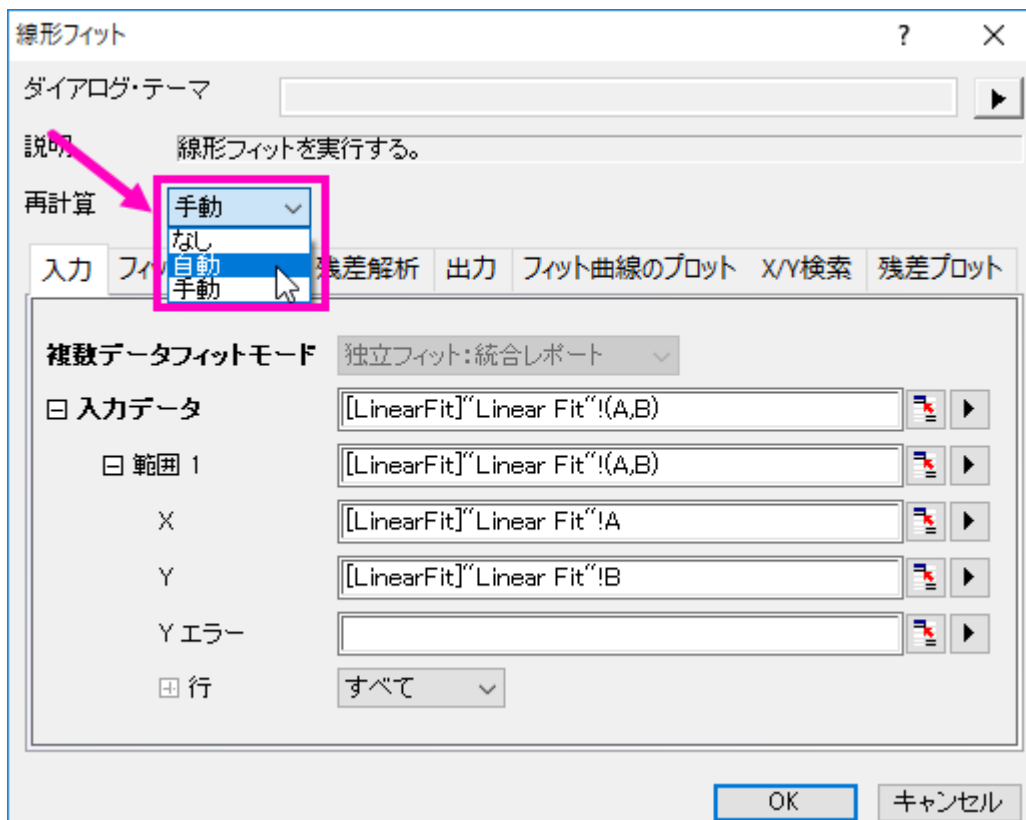 線形フィット ?
ダイアログ・テーマ
説明 線形フィットを実行する。
再計算 手動
なし
自動
手動
入力 フィッ 残差解析 出力 フィット曲線のプロット X/Y検索 残差プロット
複数データフィットモード 独立フィット:統合レポート
入力データ [LinearFit]"Linear Fit"!(A,B)
範囲 1 [LinearFit]"Linear Fit"!(A,B)
X [LinearFit]"Linear Fit"!A
Y [LinearFit]"Linear Fit"!B
Y エラー
行 すべて
OK キャンセル